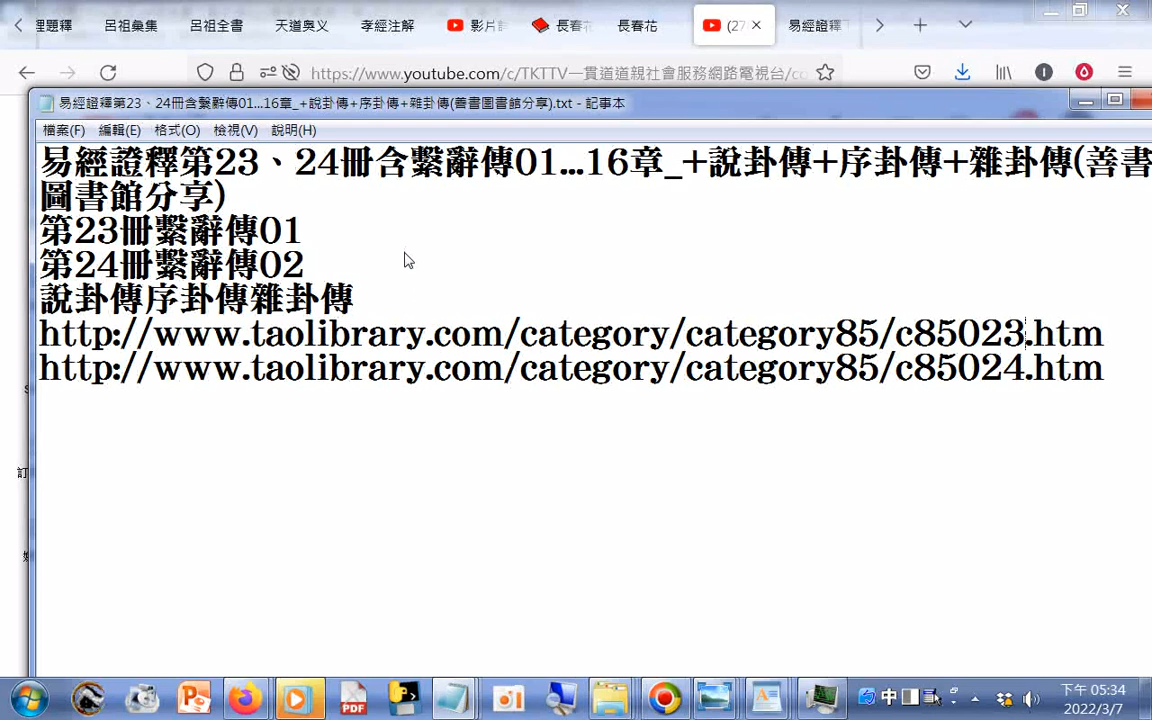 里題釋
呂祖彙集
呂祖全書
天道奧义
孝經注解
影片
長春花
長春花
(27
易經證釋
https://www.youtube.com/c/TKTTV一貫道道親社會服務網路電視台/co
易經證釋第23、24冊含繫辭傳01...16章_+說卦傳+序卦傳+雜卦傳(善書圖書館分享).txt - 記事本
檔案(F) 編輯(E) 格式(O) 檢視(V) 說明(H)
易經證釋第23、24冊含繫辭傳01...16章_+說卦傳+序卦傳+雜卦傳(善書
圖書館分享)
第23冊繫辭傳01
第24冊繫辭傳02
說卦傳序卦傳雜卦傳
http://www.taolibrary.com/category/category85/c85023.htm
http://www.taolibrary.com/category/category85/c85024.htm
訂
PDF
中
下午 05:34
2022/3/7